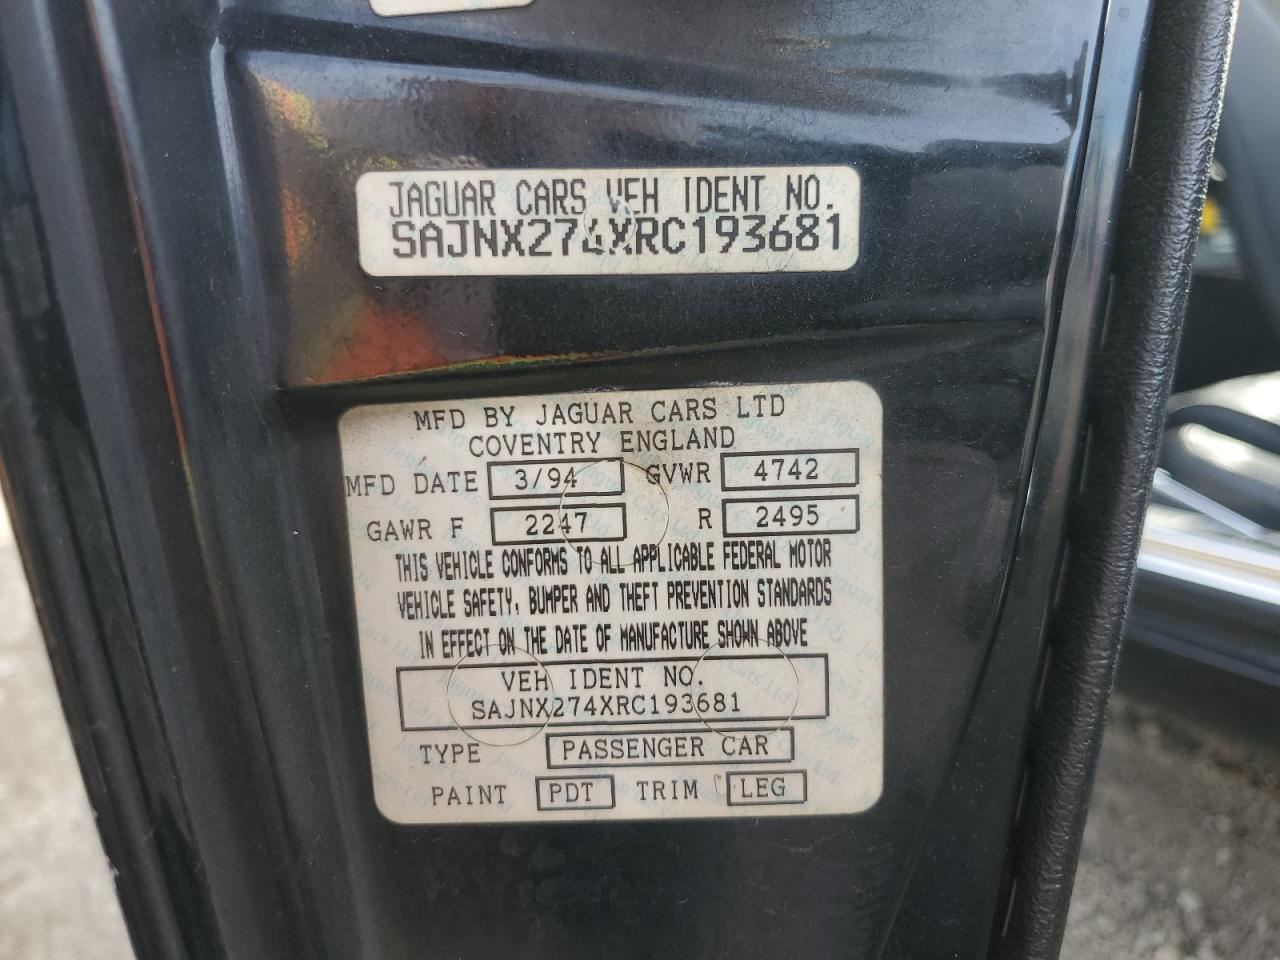 JAGUAR CARS VEH IDENT NO.
SAJNX274XRC193681
MFD BY JAGUAR CARS LTD
COVENTRY ENGLAND
MFD DATE 3/94 GVWR 4742
GAWR F 2247 R 2495
THIS VEHICLE CONFORMS TO ALL APPLICABLE FEDERAL MOTOR
VEHICLE SAFETY, BUMPER AND THEFT PREVENTION STANDARDS
IN EFFECT ON THE DATE OF MANUFACTURE SHOWN ABOVE
VEH IDENT NO.
SAJNX274XRC193681
TYPE PASSENGER CAR
PAINT PDT TRIM LEG